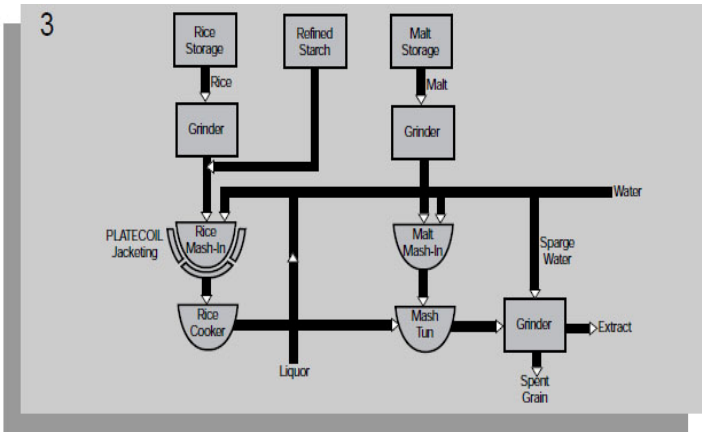 3
Rice
Storage
Refined
Starch
Malt
Storage
Rice
Malt
Grinder
Grinder
Water
PLATECOIL
Jacketing
Rice
Mash-In
Malt
Mash-In
Sparge
Water
Rice
Cooker
Mash
Tun
Grinder
Extract
Liquor
Spent
Grain